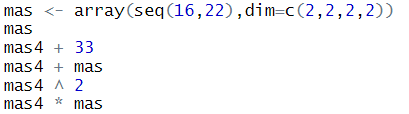 mas <- array(seq(16,22),dim=c(2,2,2,2))
mas
mas4 + 33
mas4 + mas
mas4 ^ 2
mas4 * mas